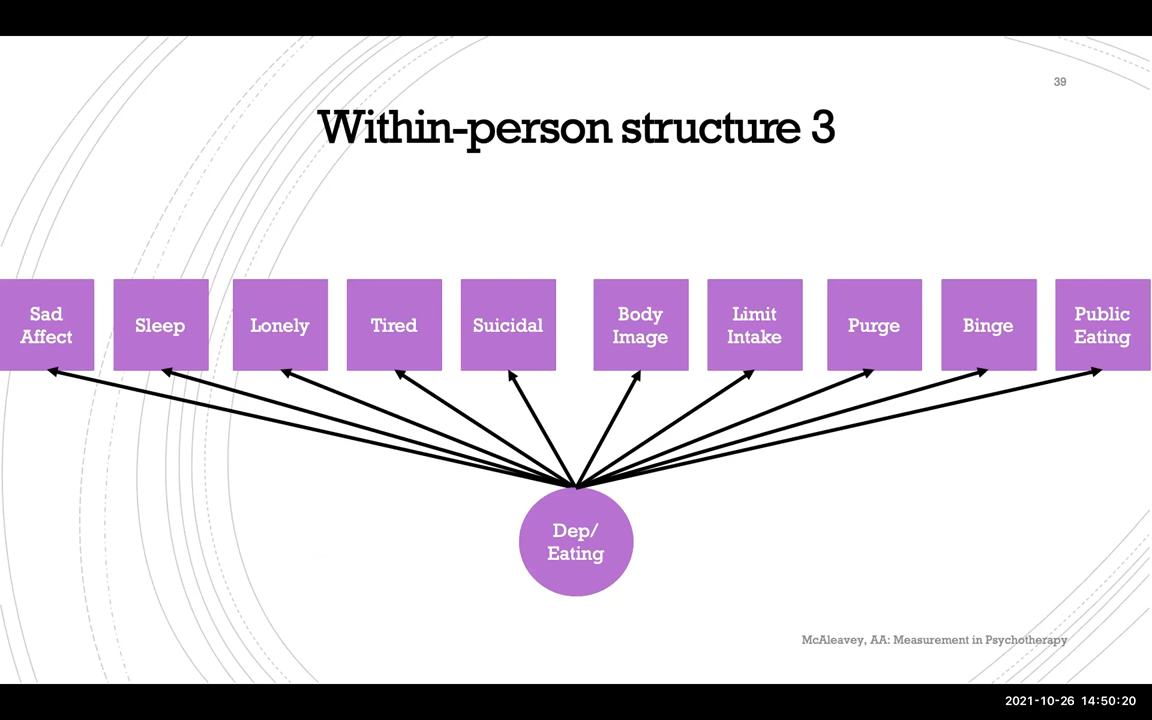 39
Within-person structure 3
Sad
Affect
Sleep
Lonely
Tired
Suicidal
Body
Image
Limit
Intake
Purge
Binge
Public
Eating
Dep/
Eating
McAleavey, AA: Measurement in Psychotherapy
2021-10-26 14:50:20